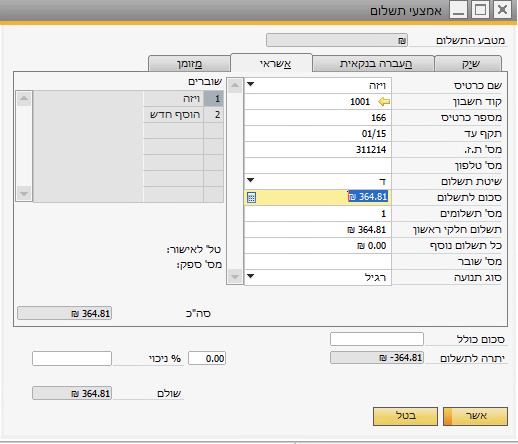 אמצעי תשלום
מטבע התשלום ₪
שיק העברה בנקאית אשראי מזומן
שוברים
1 ויזה
2 הוסף חדש
שם כרטיס ויזה
קוד חשבון 1001
מספר כרטיס 166
תקף עד 01/15
מס' ת.ז. 311214
מס' טלפון
שיטת תשלום ד
סכום לתשלום 364.81 ₪
מס' תשלומים 1
תשלום חלקי ראשון 364.81 ₪
כל תשלום נוסף 0.00 ₪
מס' שובר
סוג תנועה רגיל
טל' לאישור:
מס' ספק:
סה"כ 364.81 ₪
סכום כולל
יתרה לתשלום -364.81 ₪
0.00 % ניכוי
שולם 364.81 ₪
אשר בטל